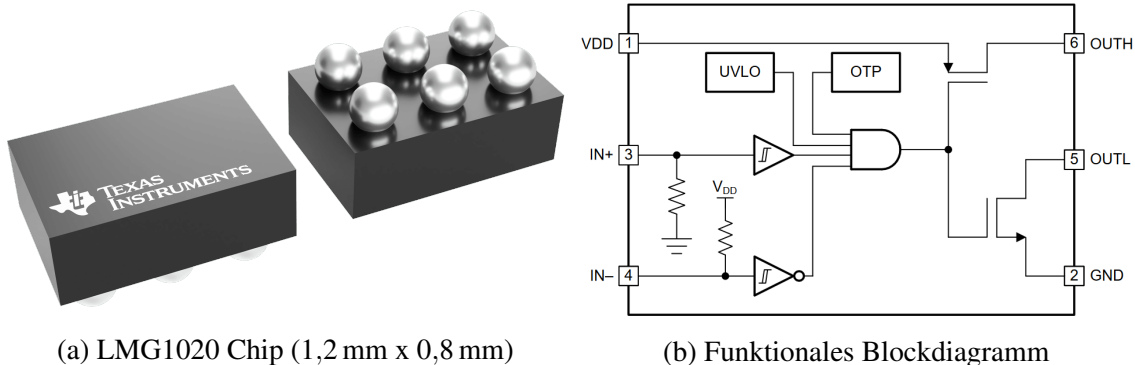 TEXAS
INSTRUMENTS
VDD
1
UVLO
OTP
6
OUTH
IN+
3
5
OUTL
VDD
IN–
4
2
GND
(a) LMG1020 Chip (1,2 mm x 0,8 mm)
(b) Funktionales Blockdiagramm